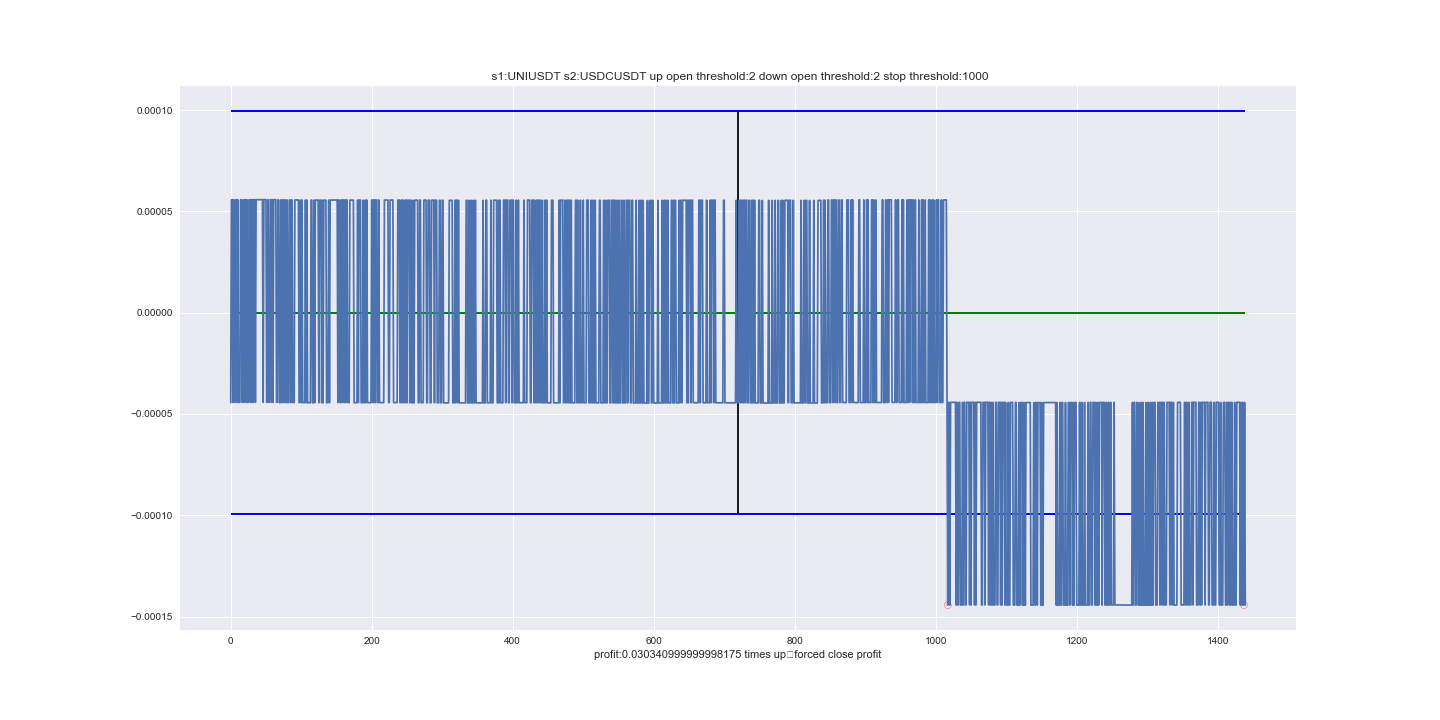 s1:UNIUSDT s2:USDCUSDT up open threshold:2 down open threshold:2 stop threshold:1000
0.00010
0.00005
0.00000
−0.00005
−0.00010
−0.00015
0 200 400 600 800 1000 1200 1400
profit:0.030340999999998175 times up□forced close profit